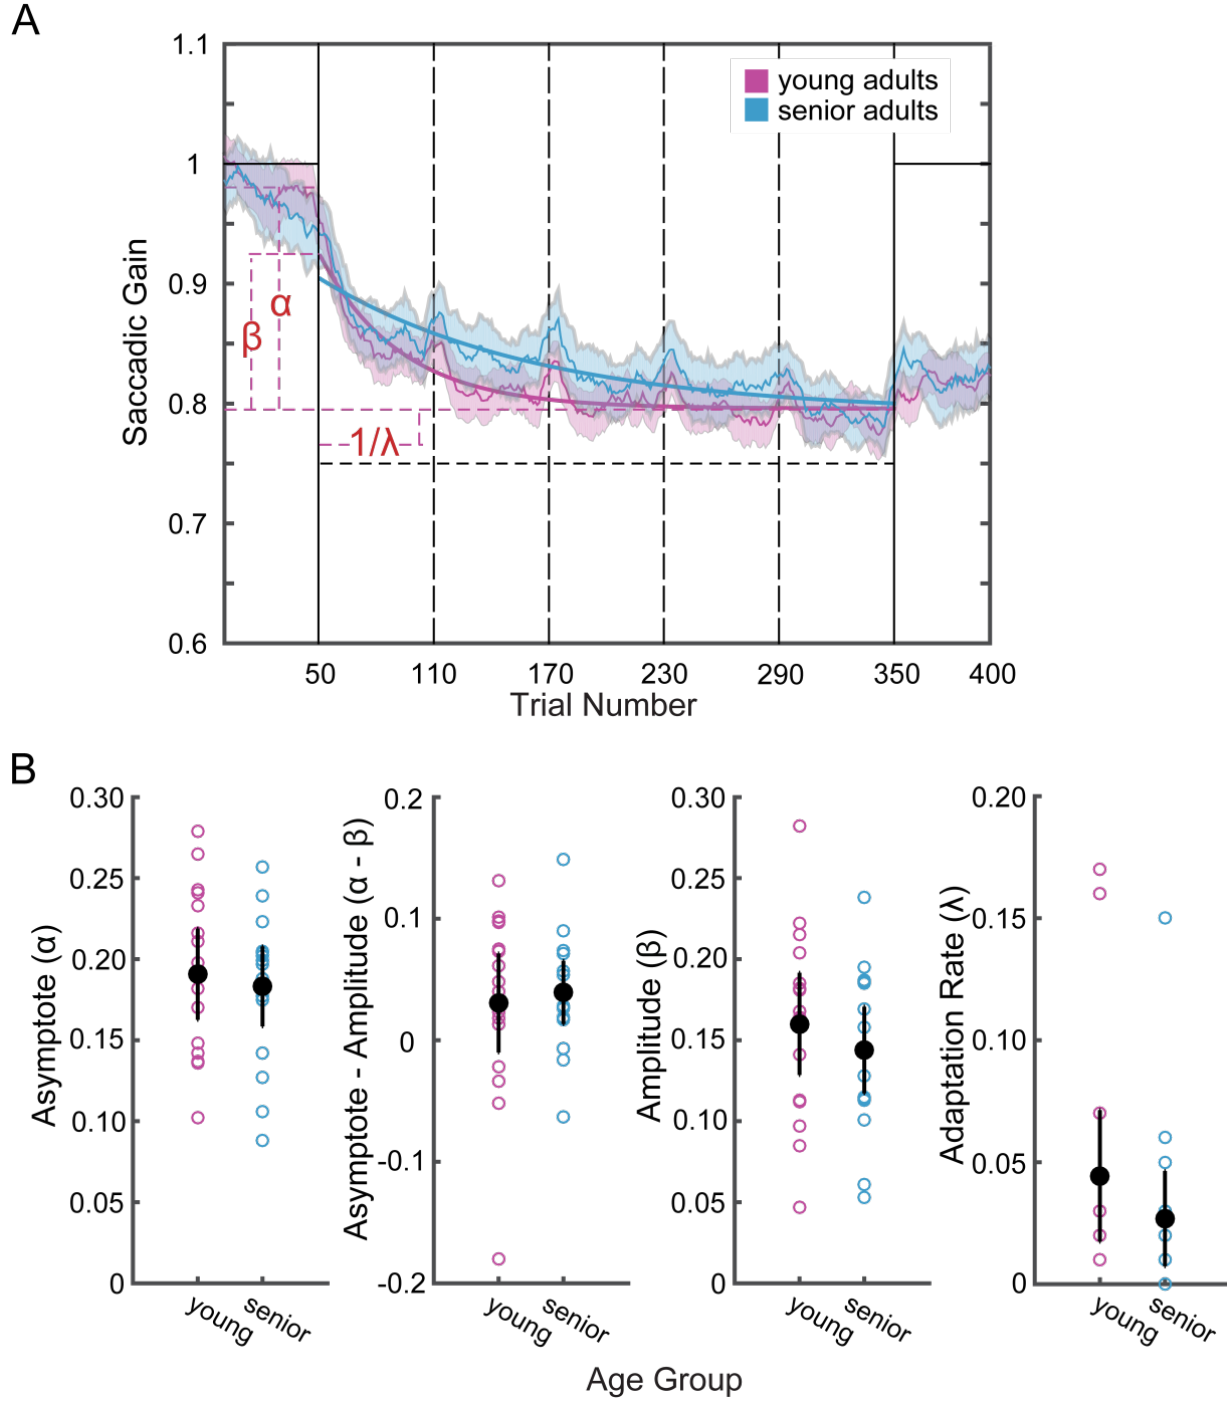 A
1.1
1
0.9
0.8
0.7
0.6
Saccadic Gain
young adults
senior adults
β
α
1/λ
50 110 170 230 290 350 400
Trial Number
B
0.30
0.25
0.20
0.15
0.10
0.05
0
Asymptote (α)
young senior
0.2
0.1
0
-0.1
-0.2
Asymptote - Amplitude (α - β)
young senior
0.30
0.25
0.20
0.15
0.10
0.05
0
Amplitude (β)
young senior
0.20
0.15
0.10
0.05
0
Adaptation Rate (λ)
young senior
Age Group